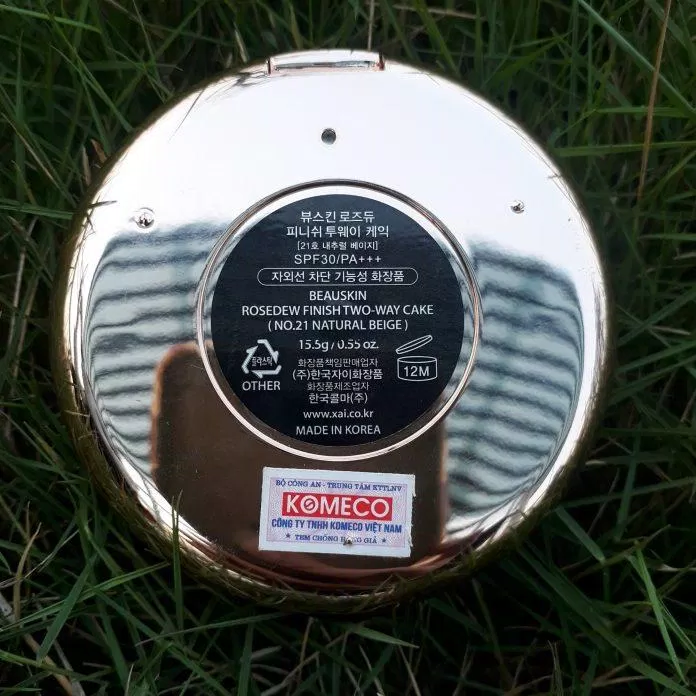 뷰스킨 로즈듀
피니쉬 투웨이 케익
[21호 내추럴 베이지]
SPF30/PA+++
자외선 차단 기능성 화장품
BEAUSKIN
ROSEDEW FINISH TWO-WAY CAKE
( NO.21 NATURAL BEIGE )
15.5g / 0.55 oz.
플라스틱
OTHER
화장품책임판매업자
(주)한국자이화장품
화장품제조업자
한국콜마(주)
12M
www.xai.co.kr
MADE IN KOREA
BỘ CÔNG AN - TRUNG TÂM KTTLNV
KOMECO
CÔNG TY TNHH KOMECO VIỆT NAM
★ TEM CHỐNG HÀNG GIẢ ★